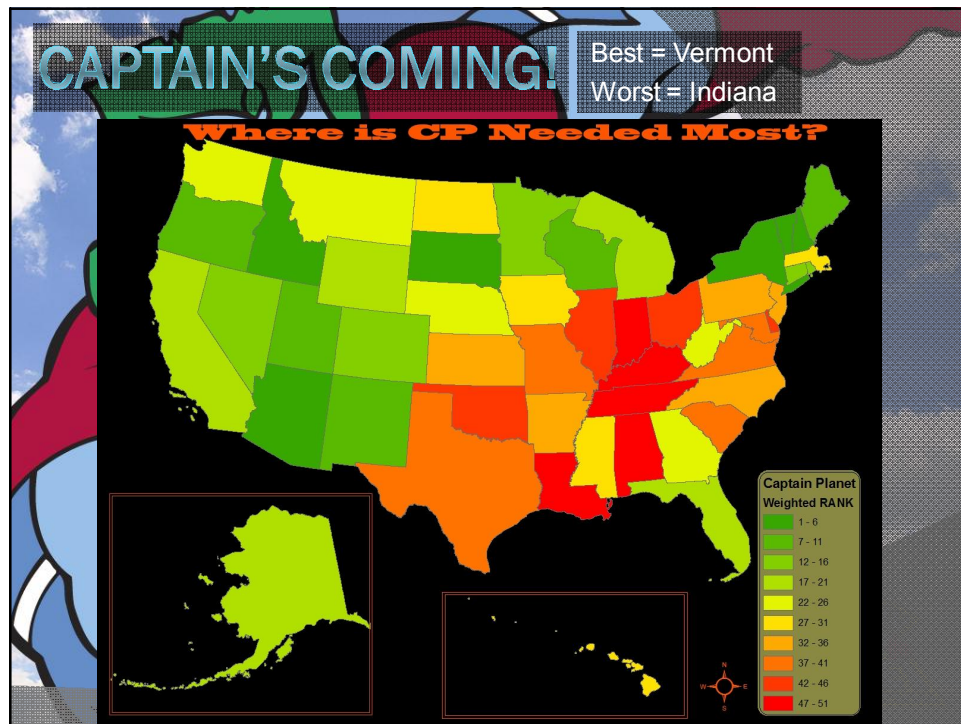 CAPTAIN'S COMING!
Best = Vermont
Worst = Indiana
Where is CP Needed Most?
Captain Planet
Weighted RANK
1 - 6
7 - 11
12 - 16
17 - 21
22 - 26
27 - 31
32 - 36
37 - 41
42 - 46
47 - 51
N
W E
S